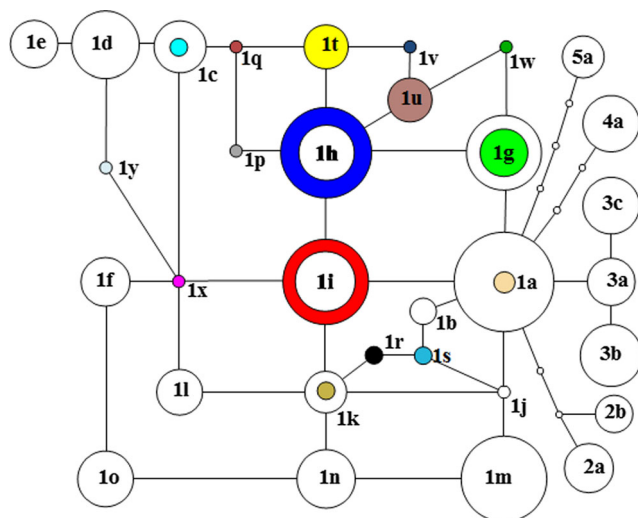 1e 1d 1c 1q 1t 1v 1w 5a
1u 4a
1y 1p 1h 1g
3c
1f 1x 1i 1a 3a
1b
1r 1s 3b
1l 1k 1j
2b
1o 1n 1m 2a